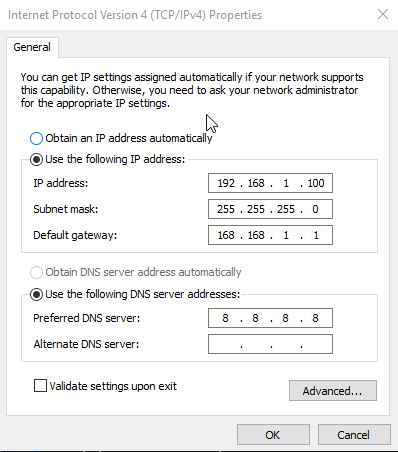 Internet Protocol Version 4 (TCP/IPv4) Properties
General
You can get IP settings assigned automatically if your network supports
this capability. Otherwise, you need to ask your network administrator
for the appropriate IP settings.
Obtain an IP address automatically
Use the following IP address:
IP address: 192 . 168 . 1 . 100
Subnet mask: 255 . 255 . 255 . 0
Default gateway: 168 . 168 . 1 . 1
Obtain DNS server address automatically
Use the following DNS server addresses:
Preferred DNS server: 8 . 8 . 8 . 8
Alternate DNS server: . . .
Validate settings upon exit
Advanced...
OK Cancel